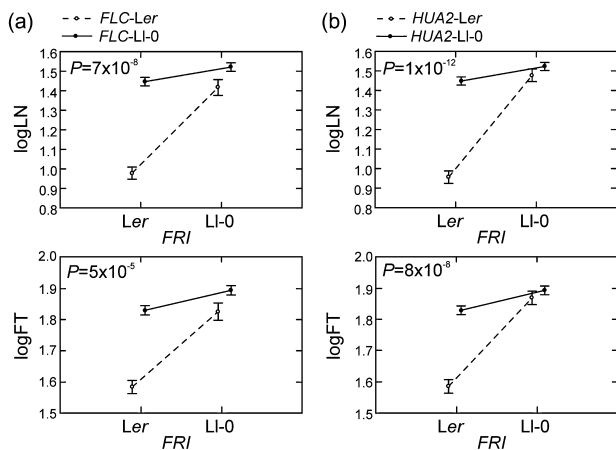 (a)
FLC-Ler
FLC-Ll-0
P=7x10⁻⁸
logLN
1.6
1.5
1.4
1.3
1.2
1.1
1.0
0.9
0.8
Ler Ll-0
FRI
(b)
HUA2-Ler
HUA2-Ll-0
P=1x10⁻¹²
logLN
1.6
1.5
1.4
1.3
1.2
1.1
1.0
0.9
0.8
Ler Ll-0
FRI
P=5x10⁻⁵
logFT
2.0
1.9
1.8
1.7
1.6
1.5
Ler Ll-0
FRI
P=8x10⁻⁸
logFT
2.0
1.9
1.8
1.7
1.6
1.5
Ler Ll-0
FRI